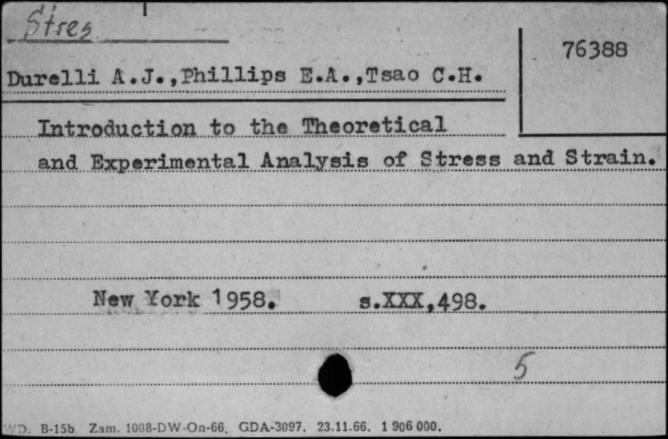 Stres
76388
Durelli A.J.,Phillips E.A.,Tsao C.H.
Introduction to the Theoretical
and Experimental Analysis of Stress and Strain.
New York 1958. s.XXX,498.
5
WD. B-15b. Zam. 1008-DW-On-66. GDA-3097. 23.11.66. 1 906 000.